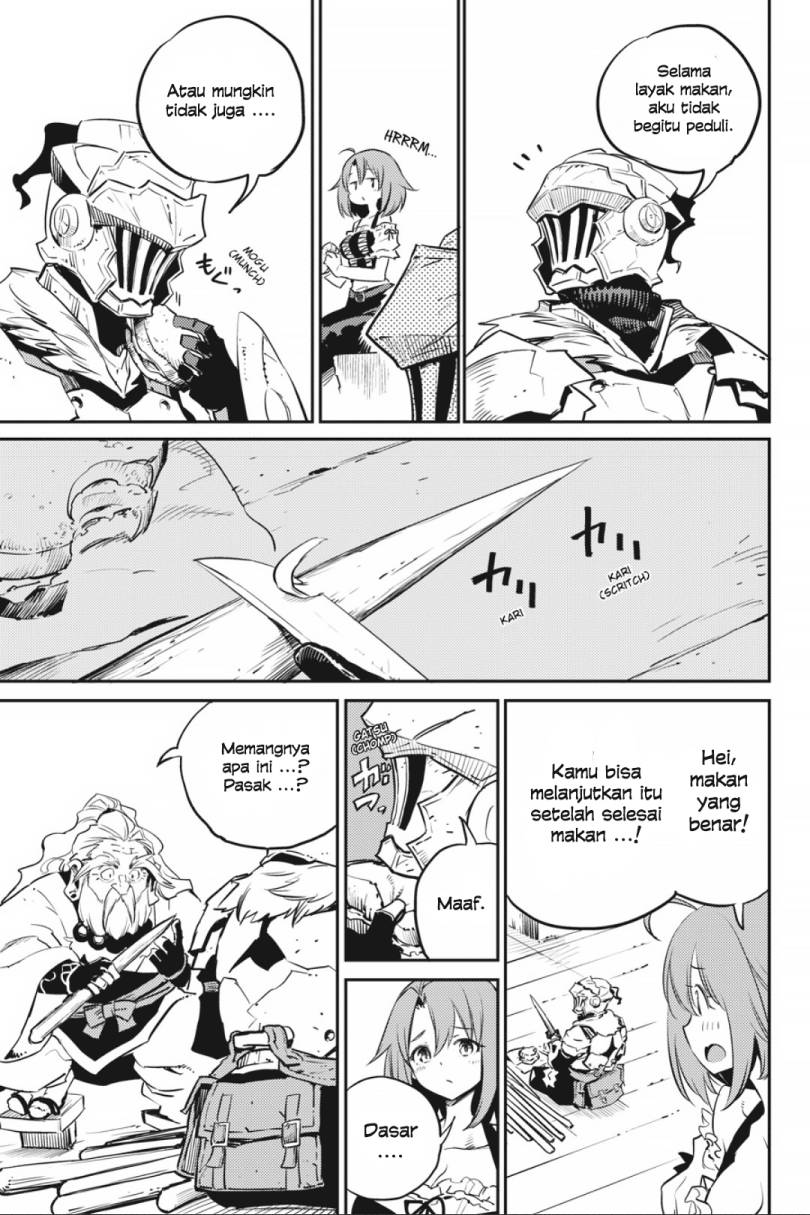 Selama
layak makan,
aku tidak
begitu peduli.
HRRRM...
Atau mungkin
tidak juga ....
MOGU
(MUNCH)
もぐっ
カリ
KARI
(SCRITCH)
カリ
KARI
Hei,
makan
yang
benar!
Kamu bisa
melanjutkan itu
setelah selesai
makan ...!
GATSU
(CHOMP)
ガッ
Maaf.
Dasar
....
Memangnya
apa ini ...?
Pasak ...?